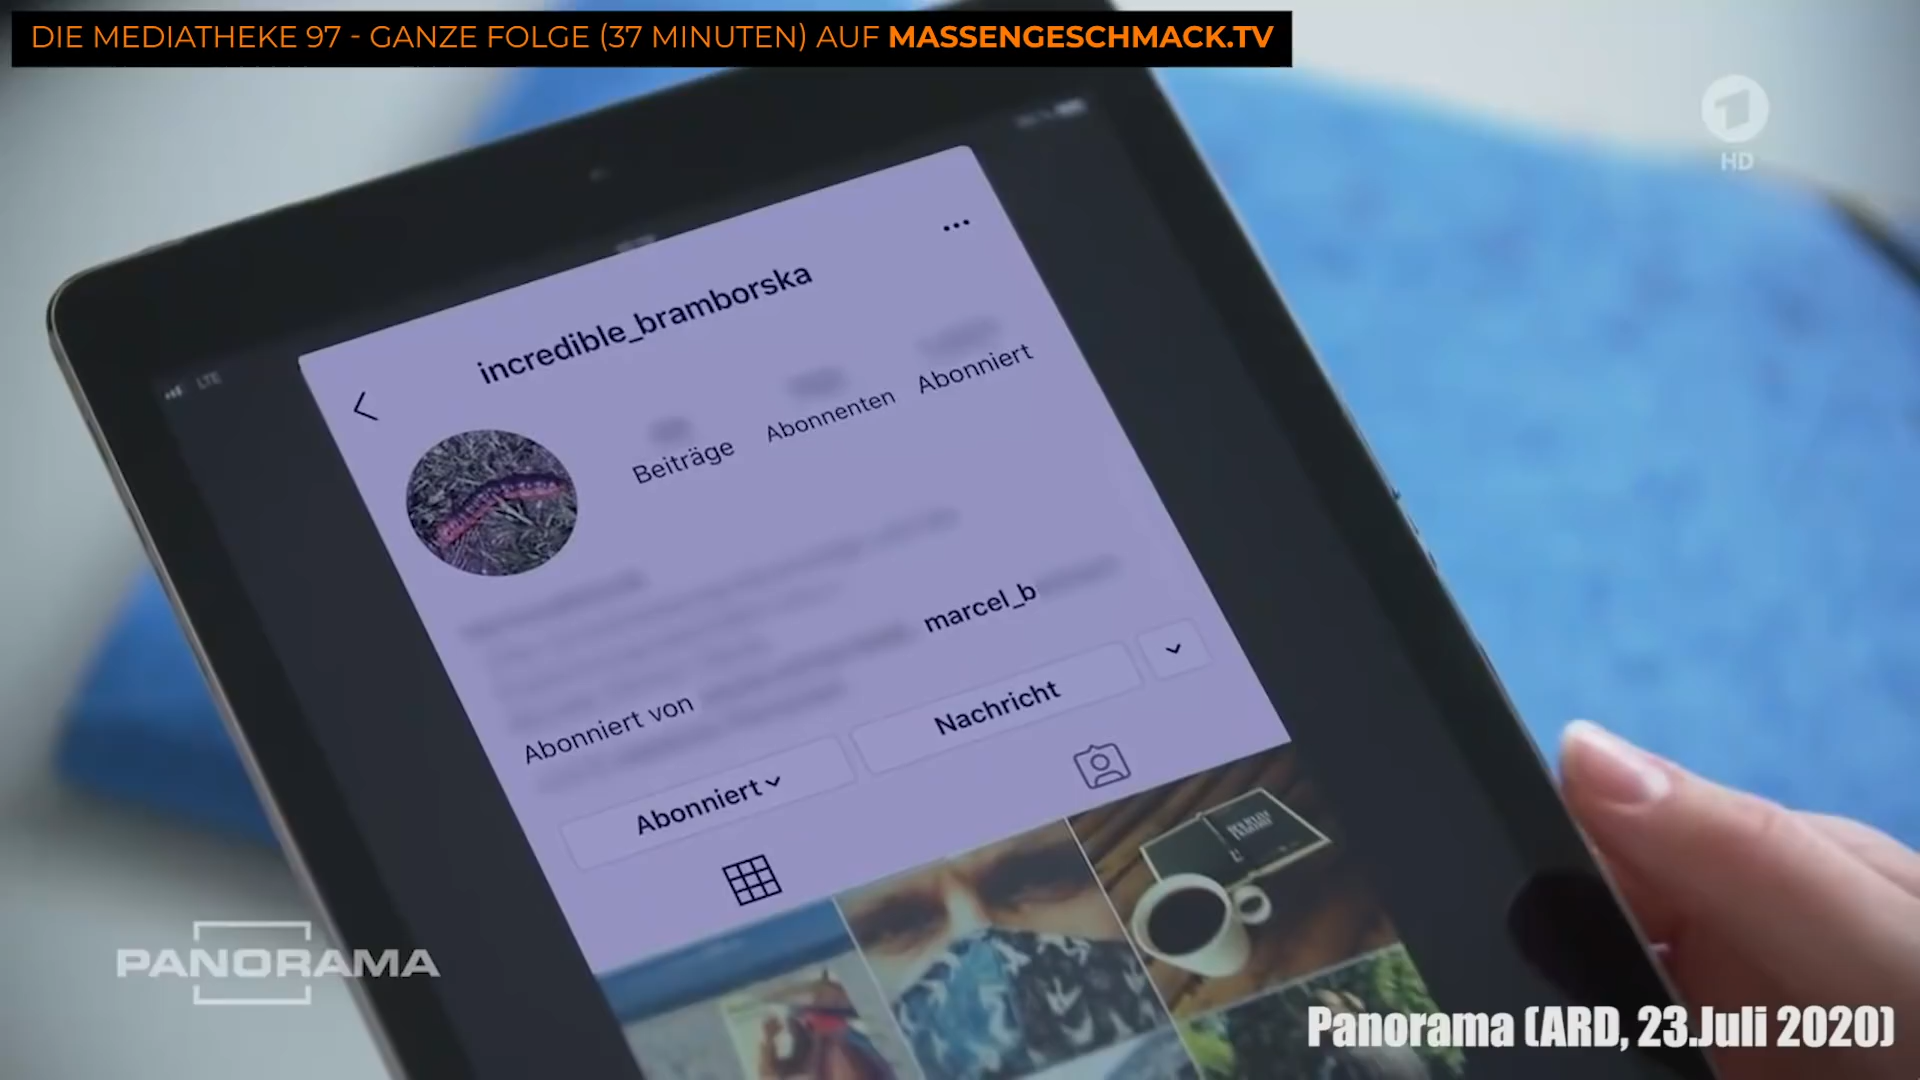 DIE MEDIATHEKE 97 - GANZE FOLGE (37 MINUTEN) AUF MASSENGESCHMACK.TV
HD
LTE
incredible_bramborska
Beiträge
Abonnenten
Abonniert
Abonniert von
marcel_b
Abonniert
Nachricht
PANORAMA
Panorama (ARD, 23.Juli 2020)